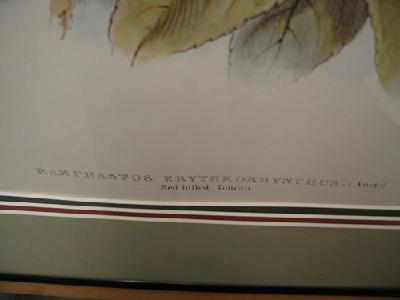 RAMPHASTOS ERYTHRORHYNCHUS.
Red-billed Toucan